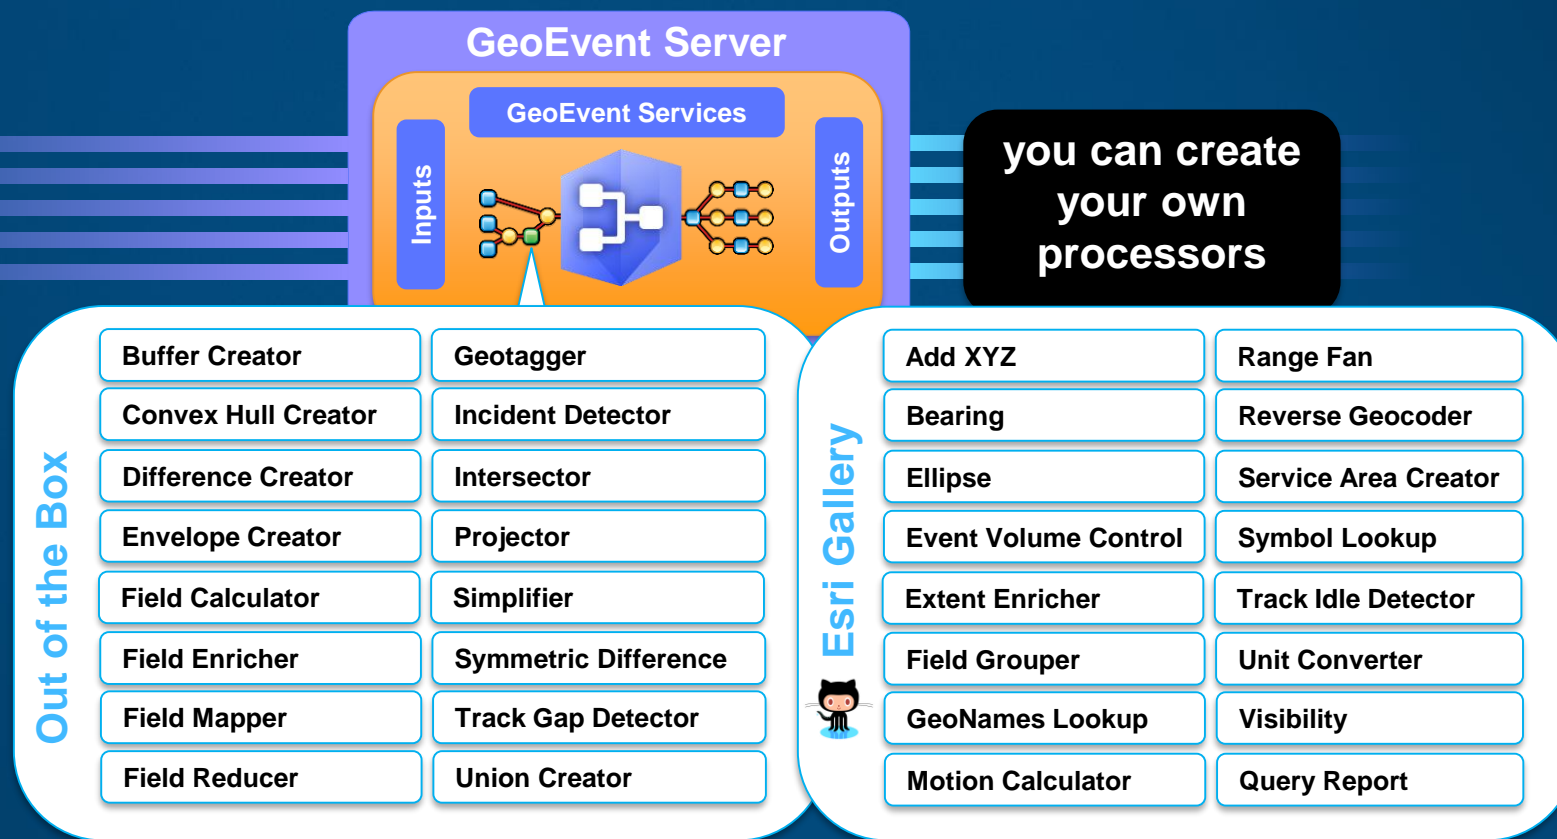 GeoEvent Server
GeoEvent Services
Inputs
Outputs
you can create
your own
processors
Out of the Box
Buffer Creator
Geotagger
Convex Hull Creator
Incident Detector
Difference Creator
Intersector
Envelope Creator
Projector
Field Calculator
Simplifier
Field Enricher
Symmetric Difference
Field Mapper
Track Gap Detector
Field Reducer
Union Creator
Esri Gallery
Add XYZ
Range Fan
Bearing
Reverse Geocoder
Ellipse
Service Area Creator
Event Volume Control
Symbol Lookup
Extent Enricher
Track Idle Detector
Field Grouper
Unit Converter
GeoNames Lookup
Visibility
Motion Calculator
Query Report